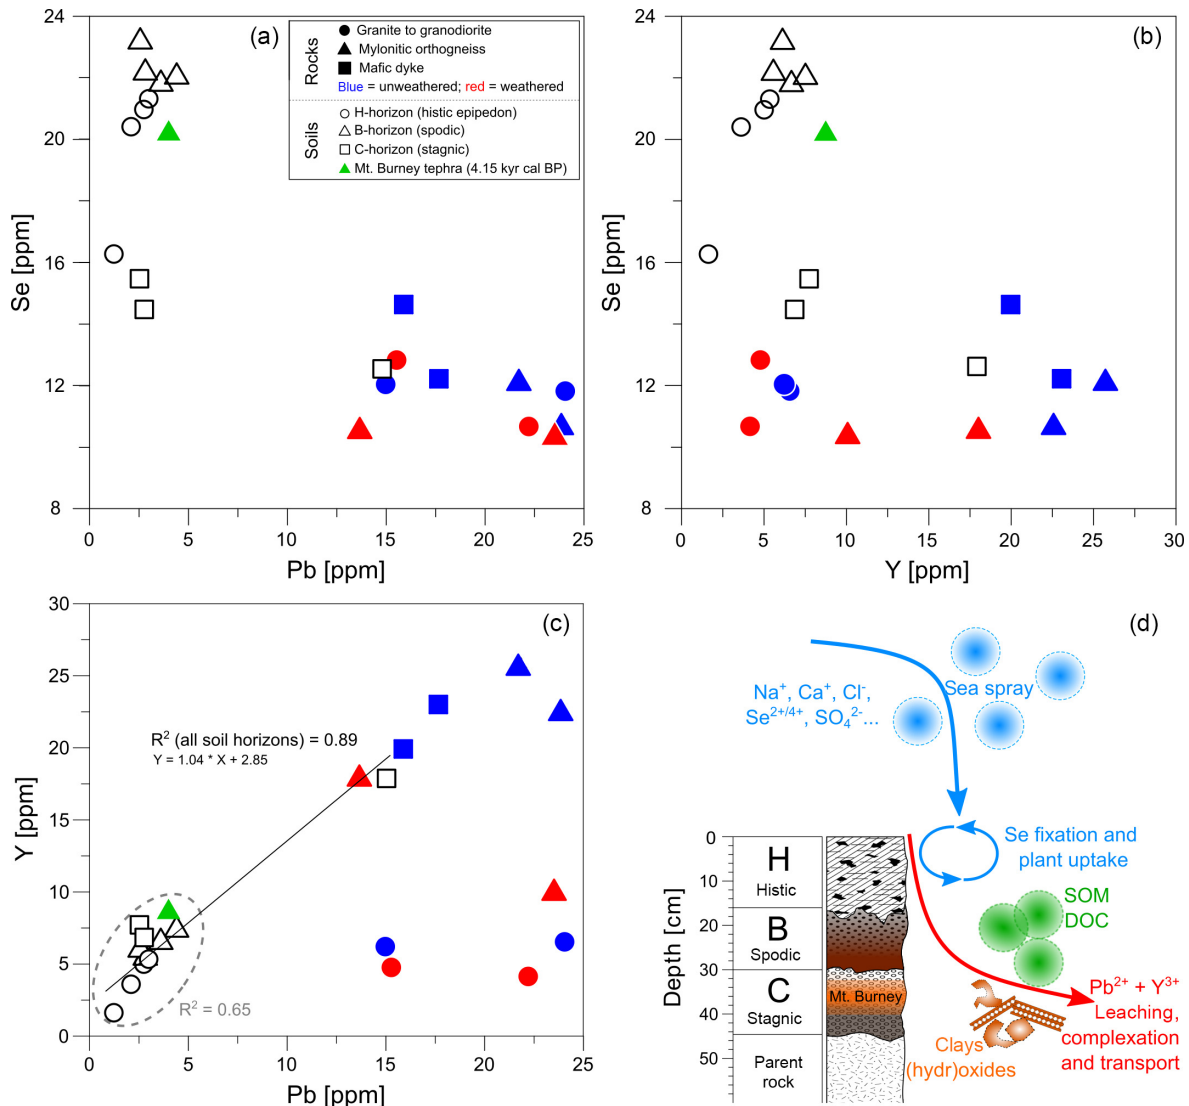 (a)
24
20
16
12
8
Se [ppm]
0 5 10 15 20 25
Pb [ppm]
Rocks
Granite to granodiorite
Mylonitic orthogneiss
Mafic dyke
Blue = unweathered; red = weathered
Soils
H-horizon (histic epipedon)
B-horizon (spodic)
C-horizon (stagnic)
Mt. Burney tephra (4.15 kyr cal BP)
(b)
24
20
16
12
8
Se [ppm]
0 5 10 15 20 25 30
Y [ppm]
(c)
30
25
20
15
10
5
0
Y [ppm]
R² (all soil horizons) = 0.89
Y = 1.04 * X + 2.85
R² = 0.65
0 5 10 15 20 25
Pb [ppm]
(d)
Na⁺, Ca⁺, Cl⁻,
Se²⁺/⁴⁺, SO₄²⁻...
Sea spray
Se fixation and
plant uptake
SOM
DOC
Pb²⁺ + Y³⁺
Leaching,
complexation
and transport
Clays
(hydr)oxides
Depth [cm]
0
10
20
30
40
50
H
Histic
B
Spodic
C
Stagnic
Parent
rock
Mt. Burney